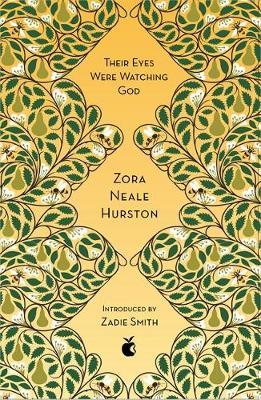 THEIR EYES
WERE WATCHING
GOD
ZORA
NEALE
HURSTON
INTRODUCED BY
ZADIE SMITH